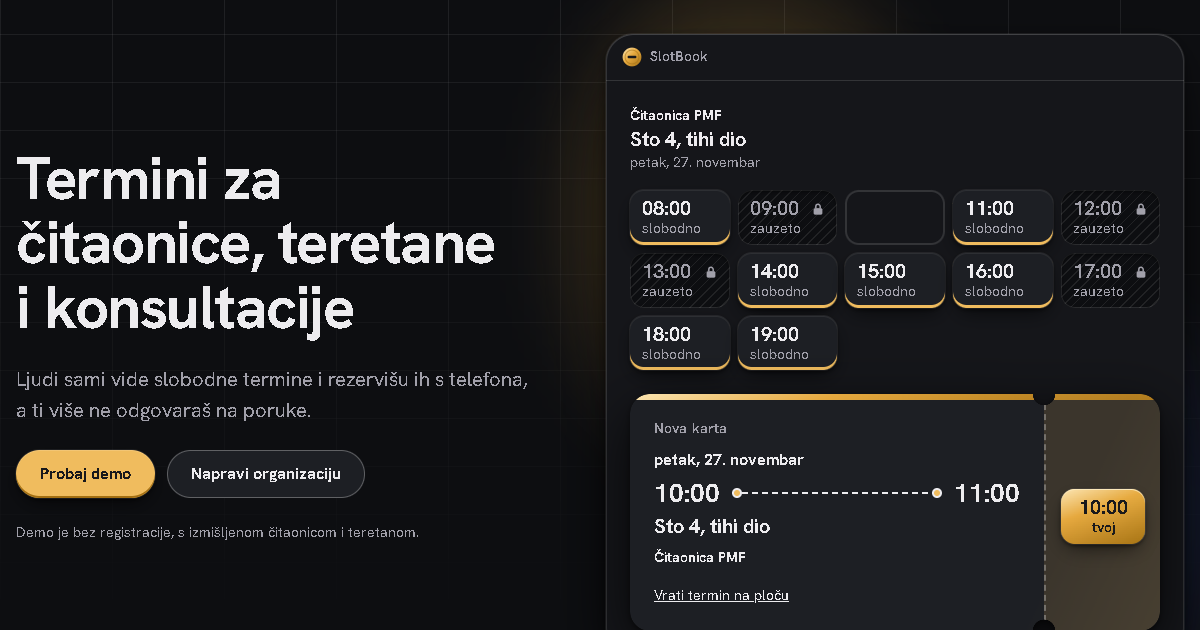 Termini za
čitaonice, teretane
i konsultacije
Ljudi sami vide slobodne termine i rezervišu ih s telefona,
a ti više ne odgovaraš na poruke.
Probaj demo
Napravi organizaciju
Demo je bez registracije, s izmišljenom čitaonicom i teretanom.
SlotBook
Čitaonica PMF
Sto 4, tihi dio
petak, 27. novembar
08:00
slobodno
09:00
zauzeto
11:00
slobodno
12:00
zauzeto
13:00
zauzeto
14:00
slobodno
15:00
slobodno
16:00
slobodno
17:00
zauzeto
18:00
slobodno
19:00
slobodno
Nova karta
petak, 27. novembar
10:00 11:00
Sto 4, tihi dio
Čitaonica PMF
Vrati termin na ploču
10:00
tvoj